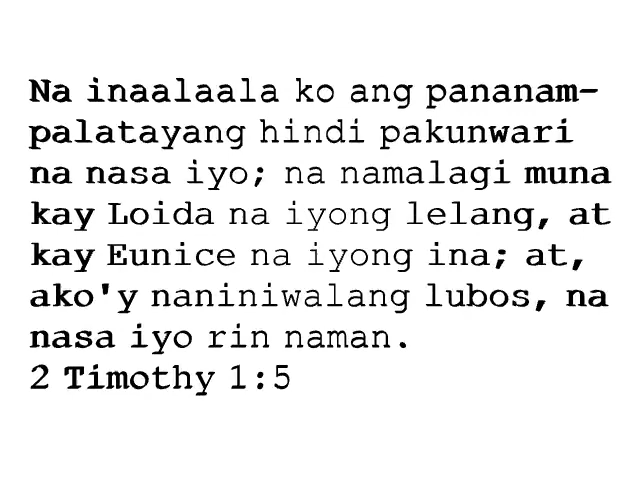 Na inaalaala ko ang pananam-
palatayang hindi pakunwari
na nasa iyo; na namalagi muna
kay Loida na iyong lelang, at
kay Eunice na iyong ina; at,
ako'y naniniwalang lubos, na
nasa iyo rin naman.
2 Timothy 1:5